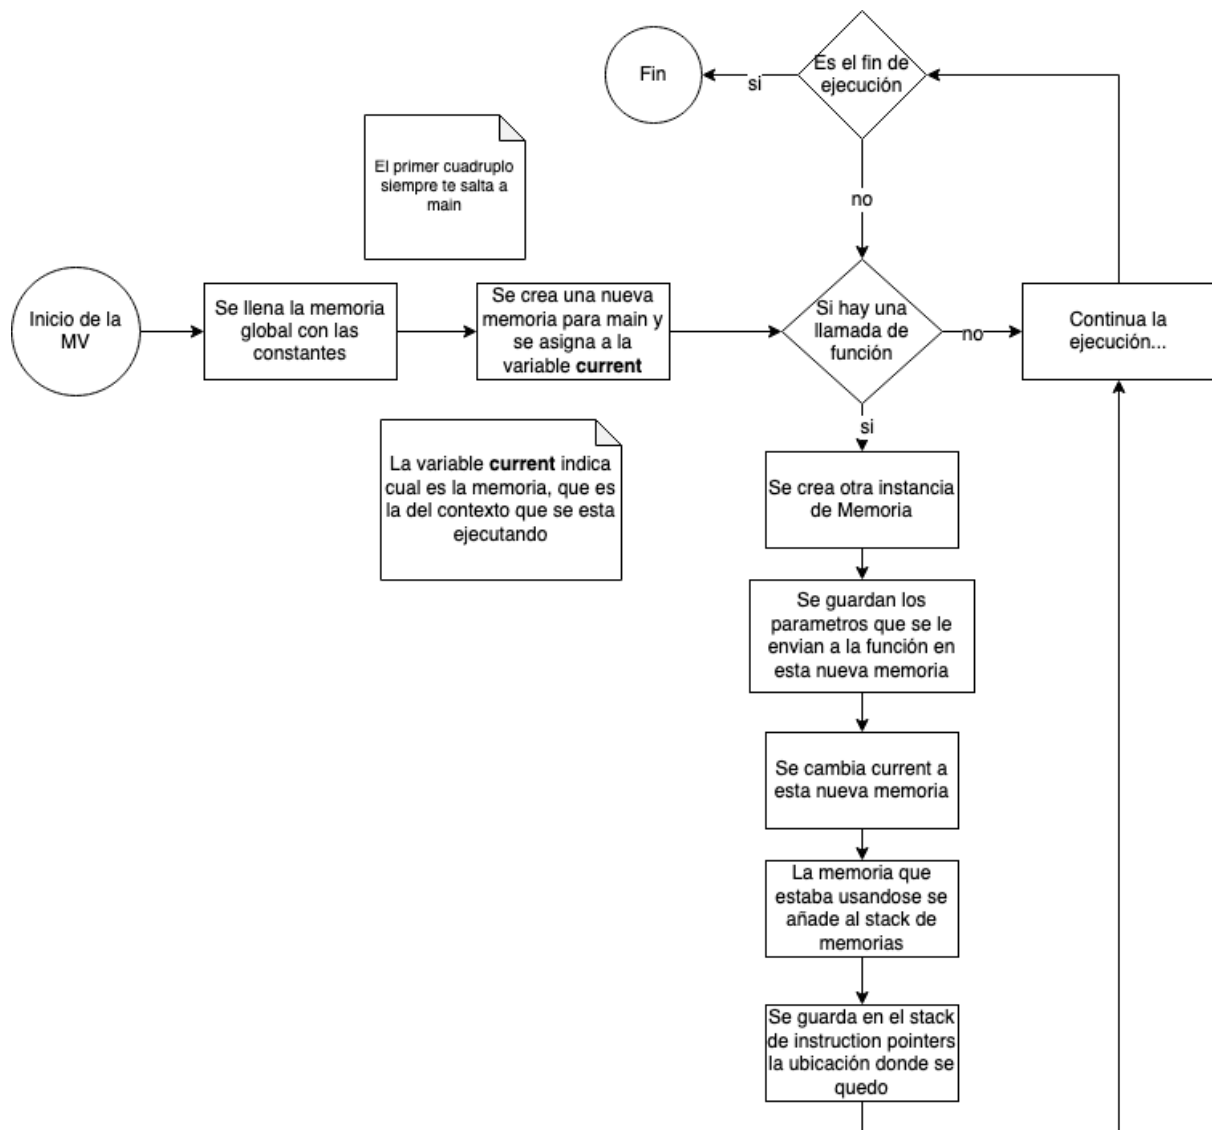 Es el fin de
ejecución
Fin
si
El primer cuadruplo
siempre te salta a
main
no
Inicio de la
MV
Se llena la memoria
global con las
constantes
Se crea una nueva
memoria para main y
se asigna a la
variable current
Si hay una
llamada de
función
no
Continua la
ejecución...
si
La variable current indica
cual es la memoria, que es
la del contexto que se esta
ejecutando
Se crea otra instancia
de Memoria
Se guardan los
parametros que se le
envian a la función en
esta nueva memoria
Se cambia current a
esta nueva memoria
La memoria que
estaba usandose se
añade al stack de
memorias
Se guarda en el stack
de instruction pointers
la ubicación donde se
quedo